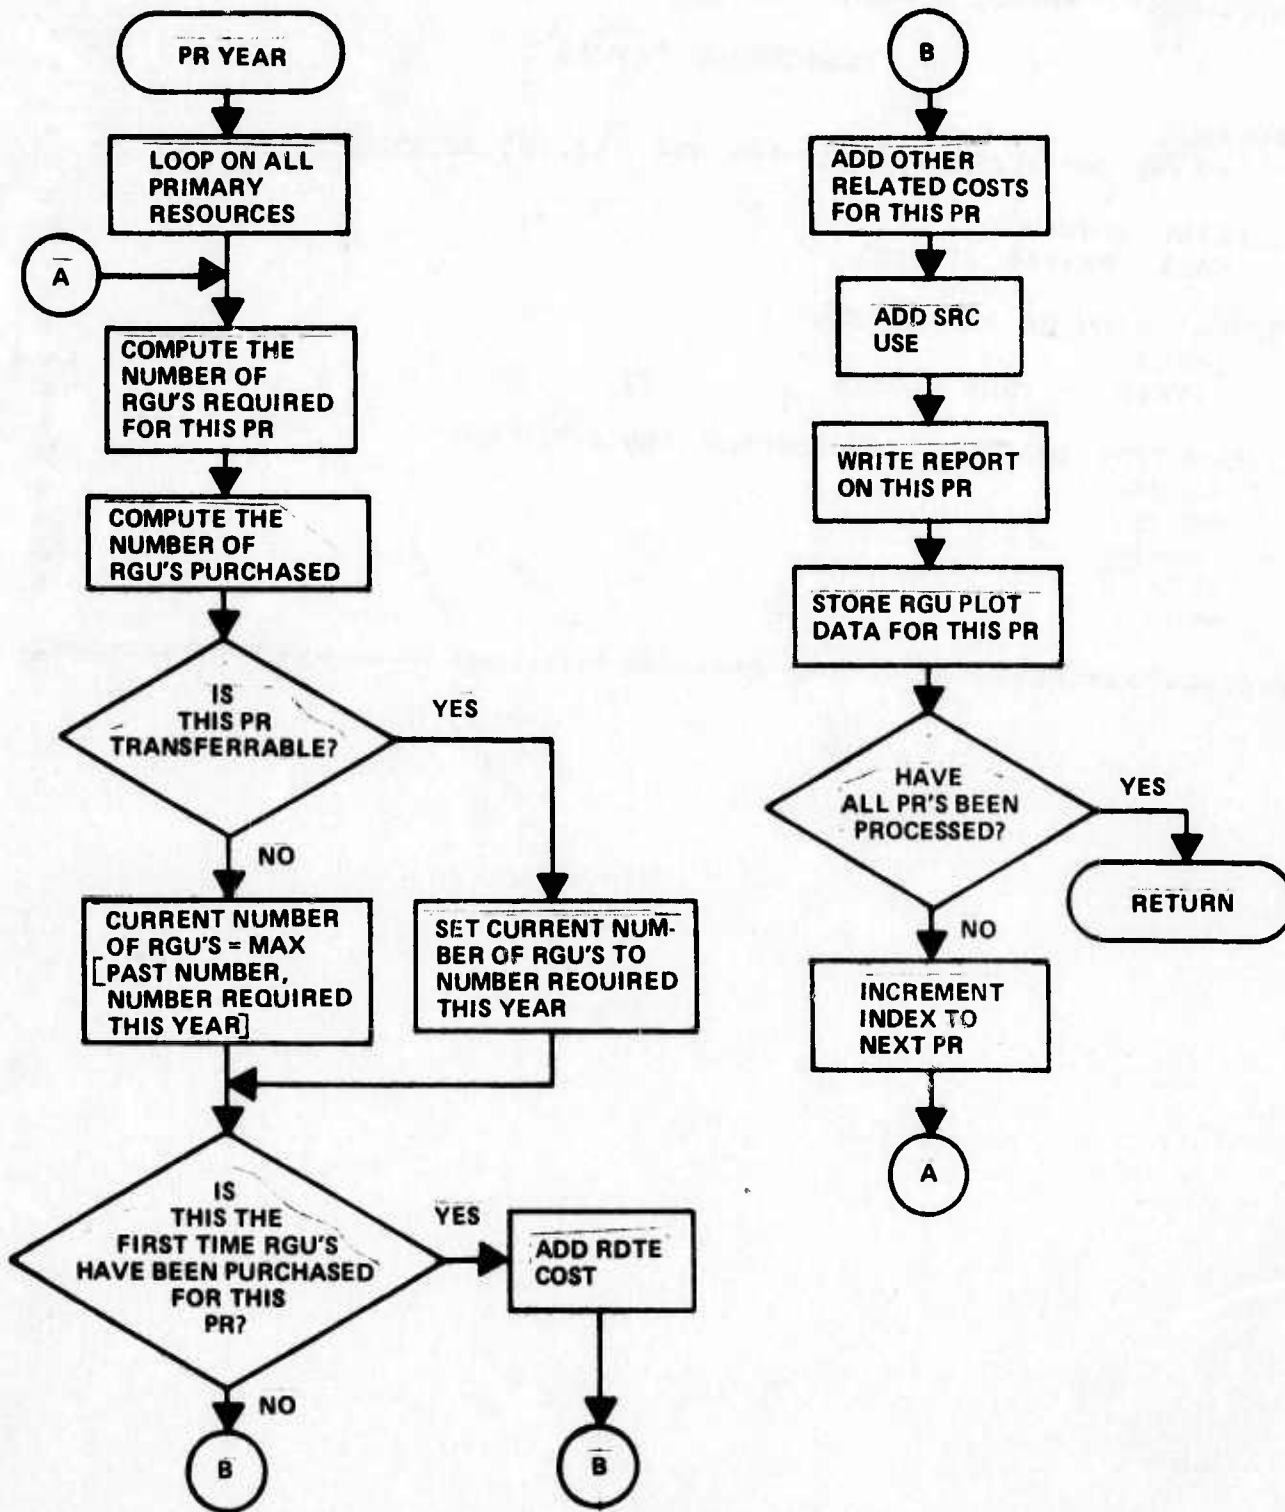 PR YEAR
LOOP ON ALL
PRIMARY
RESOURCES
A
COMPUTE THE
NUMBER OF
RGU'S REQUIRED
FOR THIS PR
COMPUTE THE
NUMBER OF
RGU'S PURCHASED
IS
THIS PR
TRANSFERRABLE?
YES
NO
CURRENT NUMBER
OF RGU'S = MAX
[PAST NUMBER,
NUMBER REQUIRED
THIS YEAR]
SET CURRENT NUM-
BER OF RGU'S TO
NUMBER REQUIRED
THIS YEAR
IS
THIS THE
FIRST TIME RGU'S
HAVE BEEN PURCHASED
FOR THIS
PR?
YES
ADD RDTE
COST
NO
B
B
B
ADD OTHER
RELATED COSTS
FOR THIS PR
ADD SRC
USE
WRITE REPORT
ON THIS PR
STORE RGU PLOT
DATA FOR THIS PR
HAVE
ALL PR'S BEEN
PROCESSED?
YES
RETURN
NO
INCREMENT
INDEX TO
NEXT PR
A